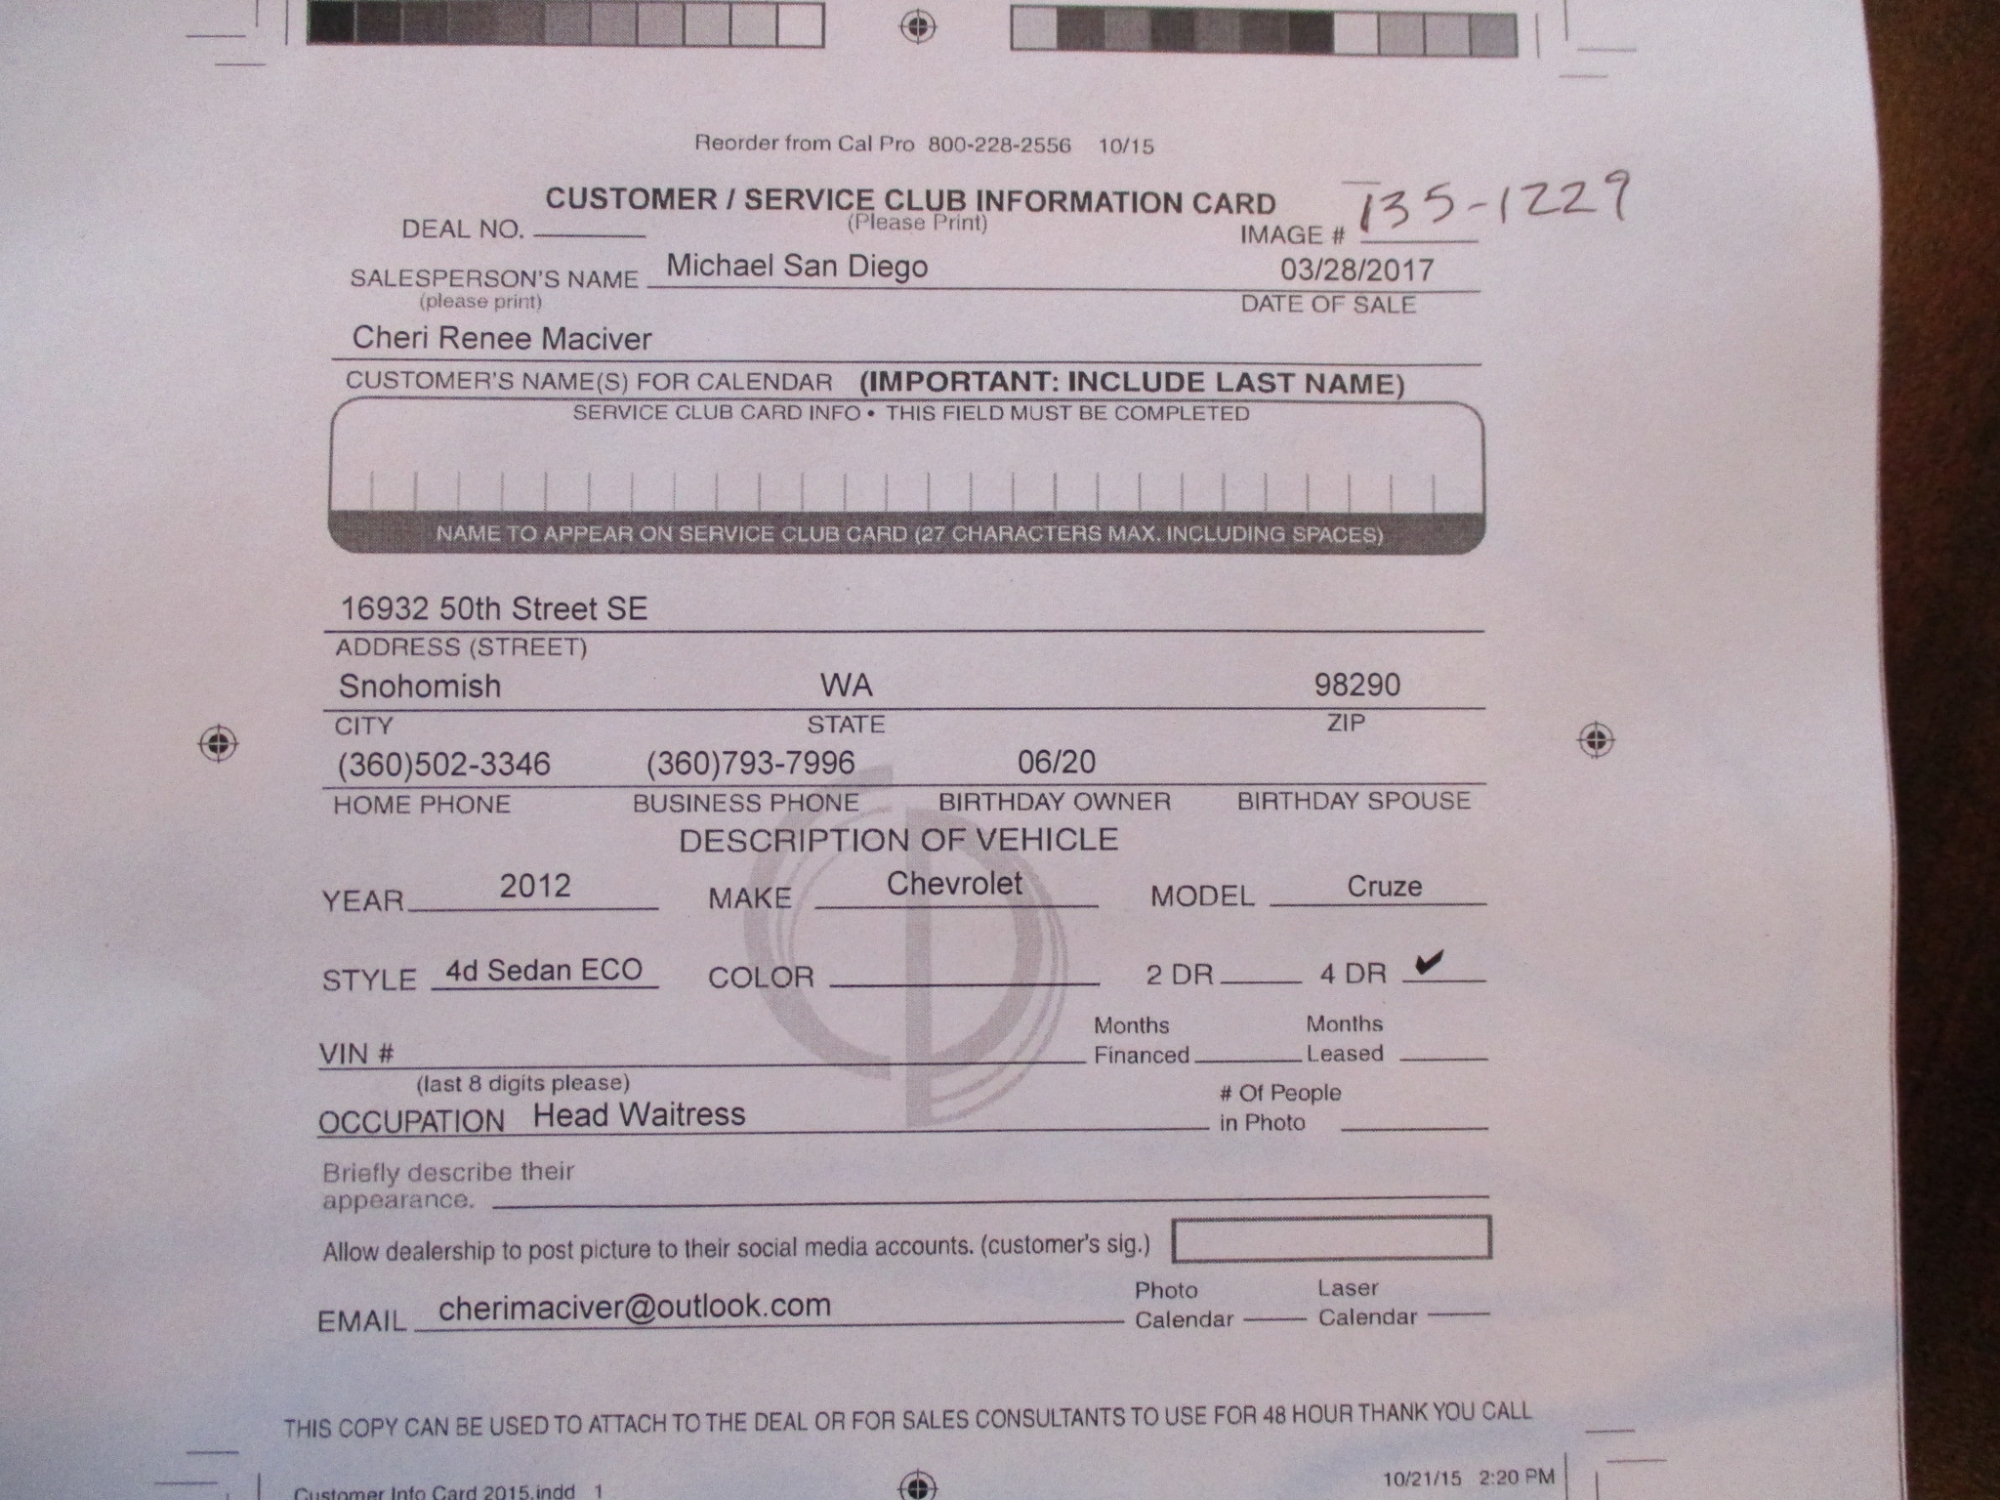 Reorder from Cal Pro 800-228-2556 10/15
CUSTOMER / SERVICE CLUB INFORMATION CARD
(Please Print)
DEAL NO.
IMAGE # 135-1229
SALESPERSON'S NAME Michael San Diego 03/28/2017
(please print) DATE OF SALE
Cheri Renee Maciver
CUSTOMER'S NAME(S) FOR CALENDAR (IMPORTANT: INCLUDE LAST NAME)
SERVICE CLUB CARD INFO • THIS FIELD MUST BE COMPLETED
NAME TO APPEAR ON SERVICE CLUB CARD (27 CHARACTERS MAX. INCLUDING SPACES)
16932 50th Street SE
ADDRESS (STREET)
Snohomish WA 98290
CITY STATE ZIP
(360)502-3346 (360)793-7996 06/20
HOME PHONE BUSINESS PHONE BIRTHDAY OWNER BIRTHDAY SPOUSE
DESCRIPTION OF VEHICLE
YEAR 2012 MAKE Chevrolet MODEL Cruze
STYLE 4d Sedan ECO COLOR 2 DR 4 DR ✓
Months Months
VIN # Financed Leased
(last 8 digits please)
# Of People
OCCUPATION Head Waitress in Photo
Briefly describe their
appearance.
Allow dealership to post picture to their social media accounts. (customer's sig.)
Photo Laser
EMAIL cherimaciver@outlook.com Calendar Calendar
THIS COPY CAN BE USED TO ATTACH TO THE DEAL OR FOR SALES CONSULTANTS TO USE FOR 48 HOUR THANK YOU CALL
Customer Info Card 2015.indd 1 10/21/15 2:20 PM